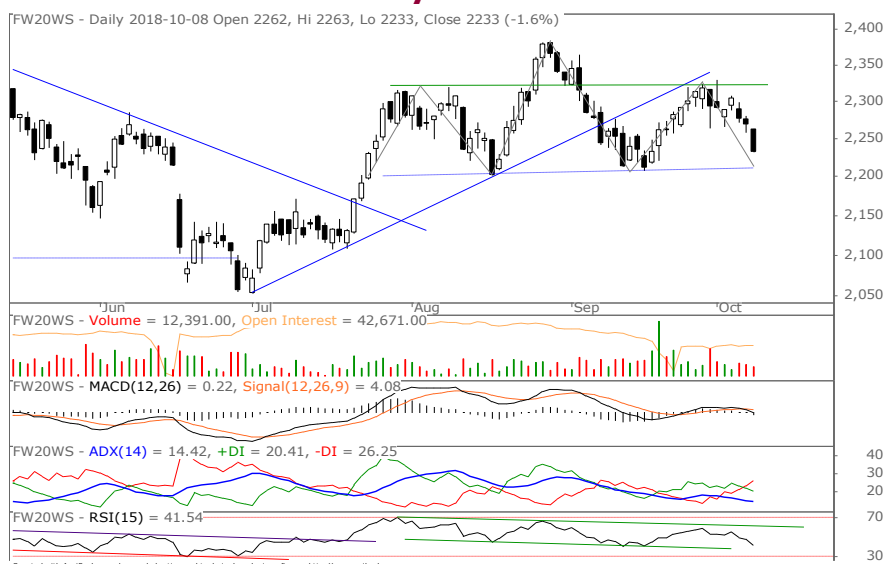 FW20WS - Daily 2018-10-08 Open 2262, Hi 2263, Lo 2233, Close 2233 (-1.6%)
2,400
2,350
2,300
2,250
2,200
2,150
2,100
2,050
Jun
Jul
Aug
Sep
Oct
FW20WS - Volume = 12,391.00, Open Interest = 42,671.00
FW20WS - MACD(12,26) = 0.22, Signal(12,26,9) = 4.08
FW20WS - ADX(14) = 14.42, +DI = 20.41, -DI = 26.25
40
30
20
FW20WS - RSI(15) = 41.54
70
30